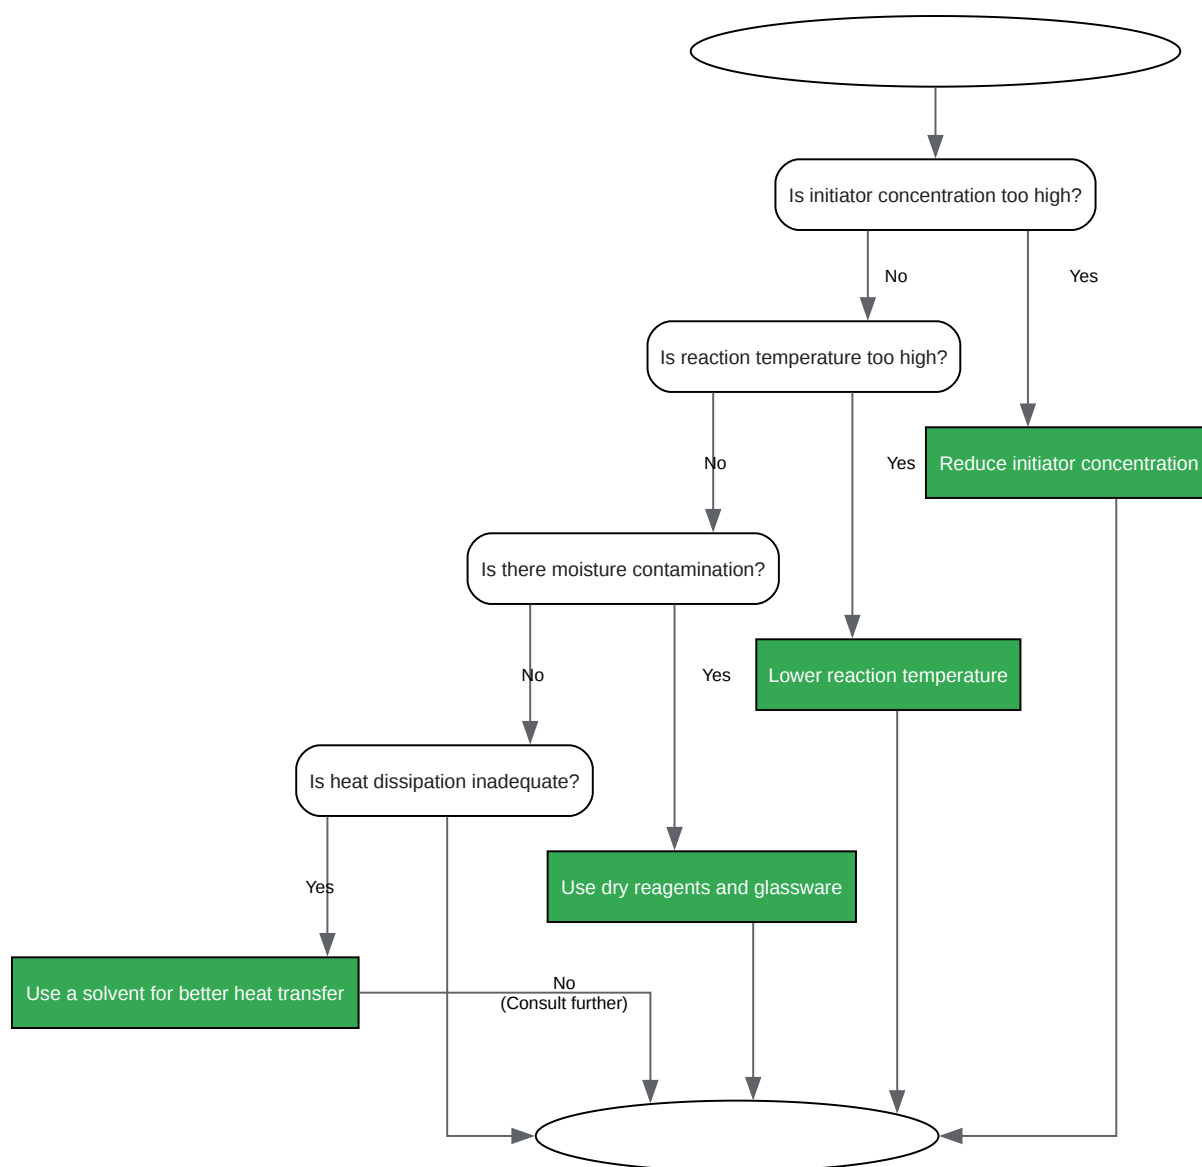 Is initiator concentration too high?
No
Yes
Is reaction temperature too high?
No
Yes
Reduce initiator concentration
Is there moisture contamination?
No
Yes
Lower reaction temperature
Is heat dissipation inadequate?
Yes
Use dry reagents and glassware
Use a solvent for better heat transfer
No
(Consult further)